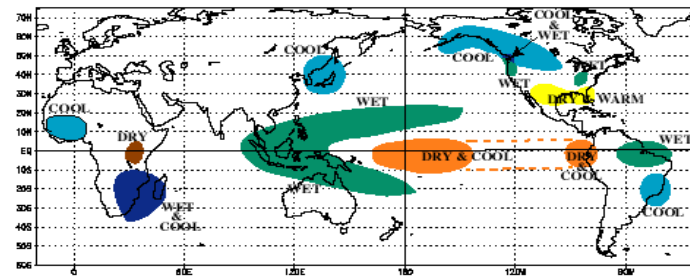 70N
60N
50N
40N
30N
20N
10N
EQ
10S
20S
30S
40S
50S
60S
0
60E
120E
180
120W
60W
COOL
DRY
WET
& COOL
COOL
WET
WET
DRY & COOL
COOL
& WET
COOL
WET
WET
DRY
WARM
DRY
&
COOL
WET
COOL